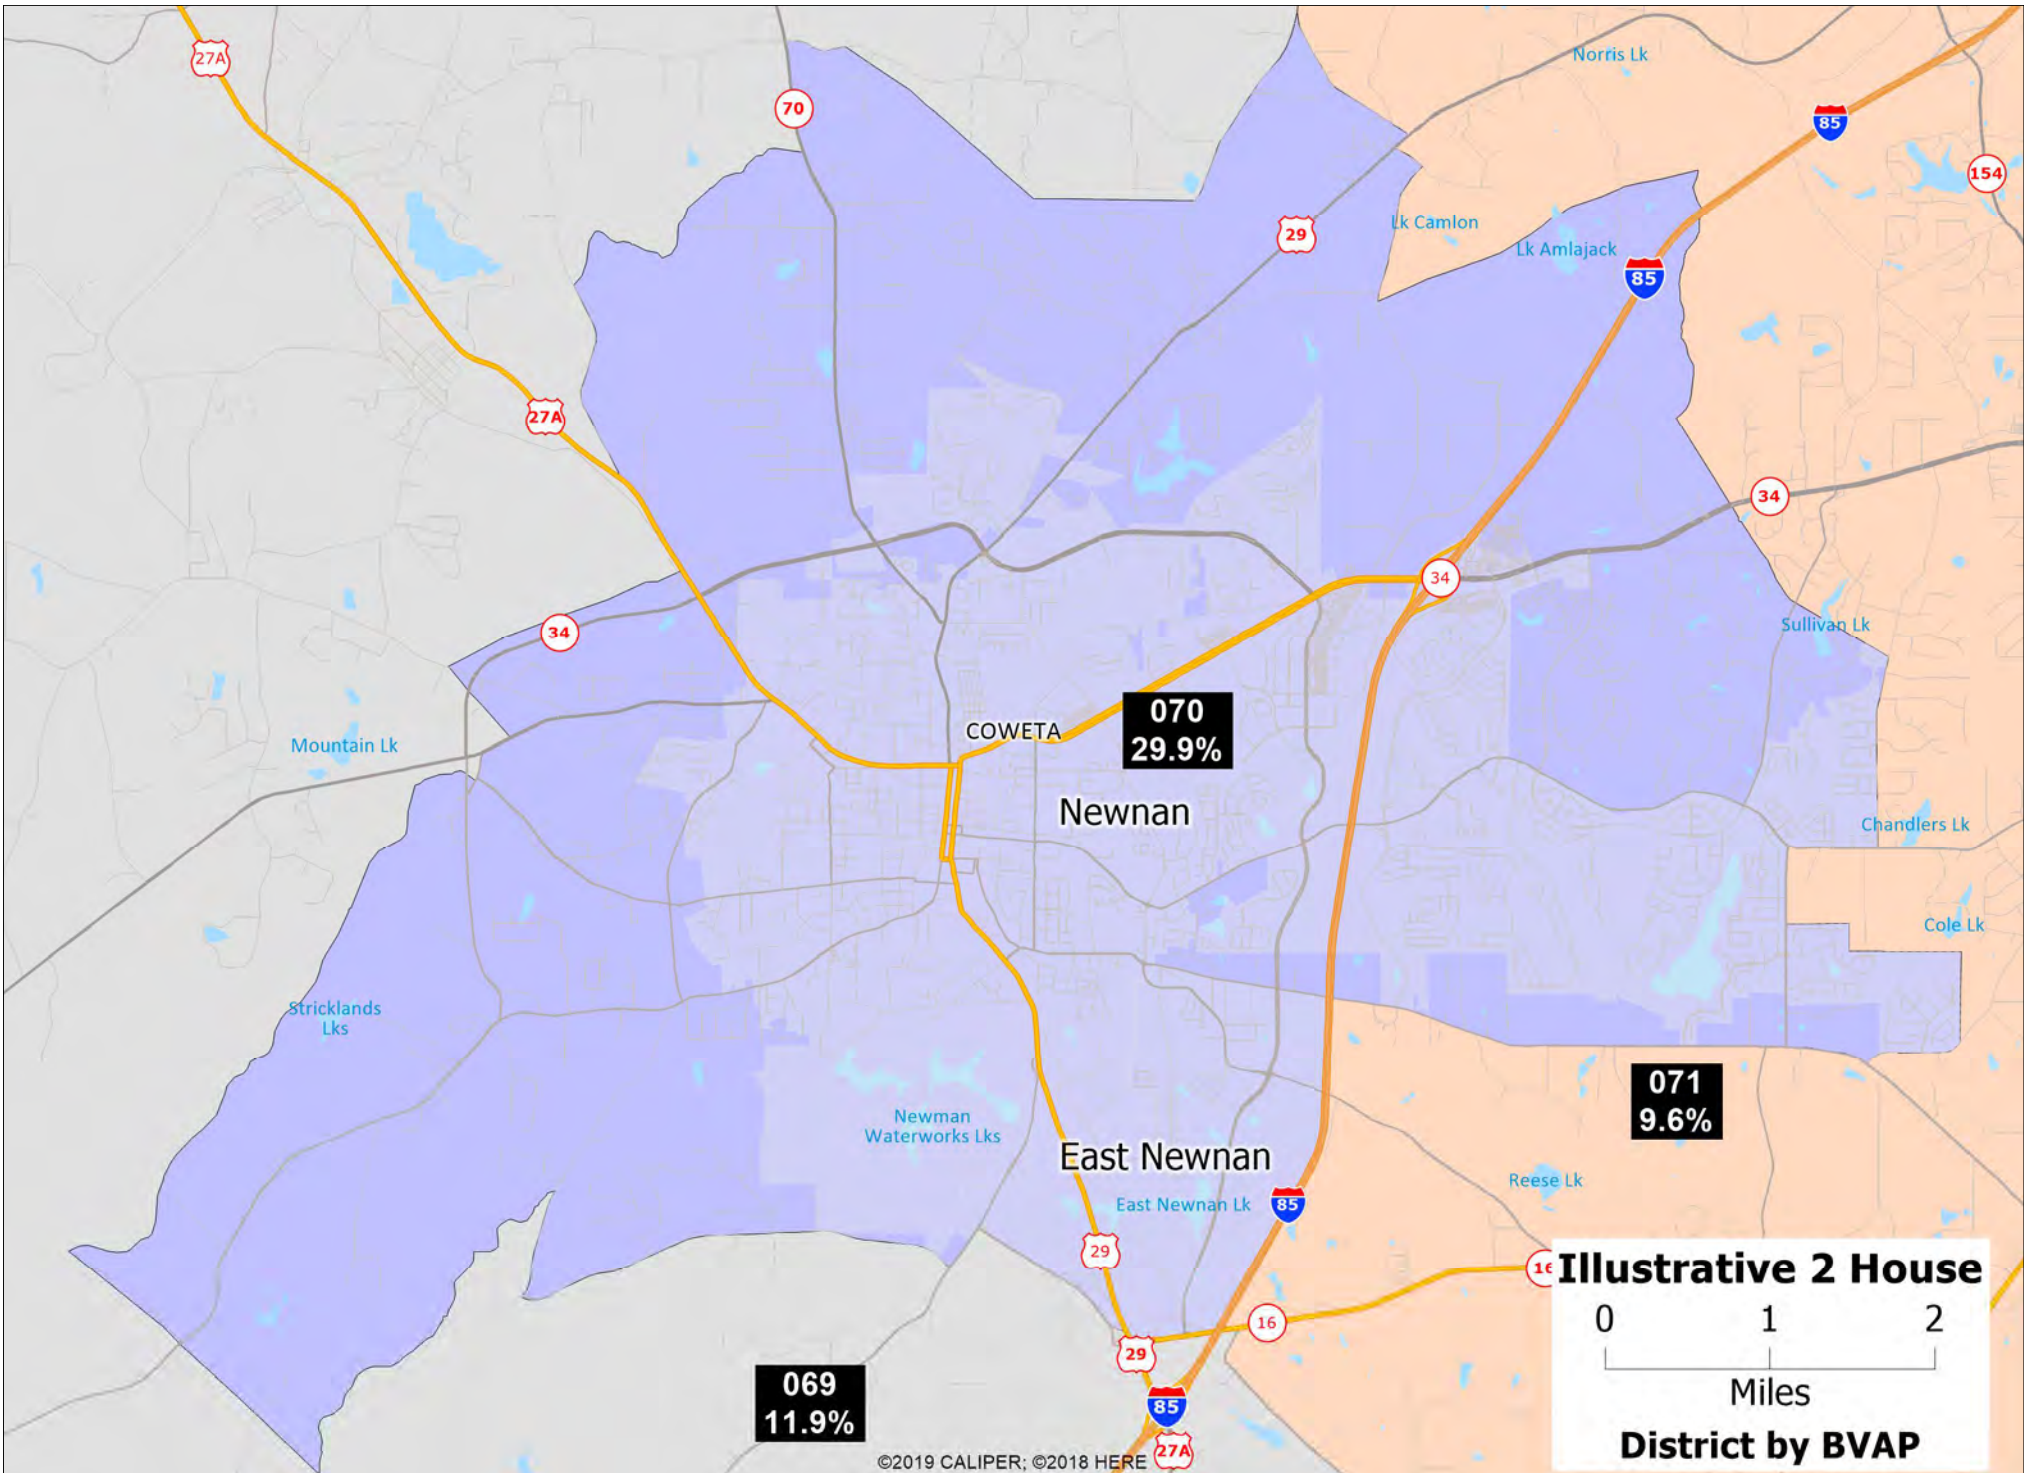 27A
70
Norris Lk
85
154
29
Lk Camlon
Lk Amlajack
85
27A
34
34
34
Sullivan Lk
Mountain Lk
COWETA
070
29.9%
Newnan
Chandlers Lk
Cole Lk
Stricklands
Lks
071
9.6%
Newman
Waterworks Lks
East Newnan
Reese Lk
East Newnan Lk
85
29
16
Illustrative 2 House
16
0 1 2
29
Miles
069
11.9%
85
District by BVAP
27A
©2019 CALIPER; ©2018 HERE